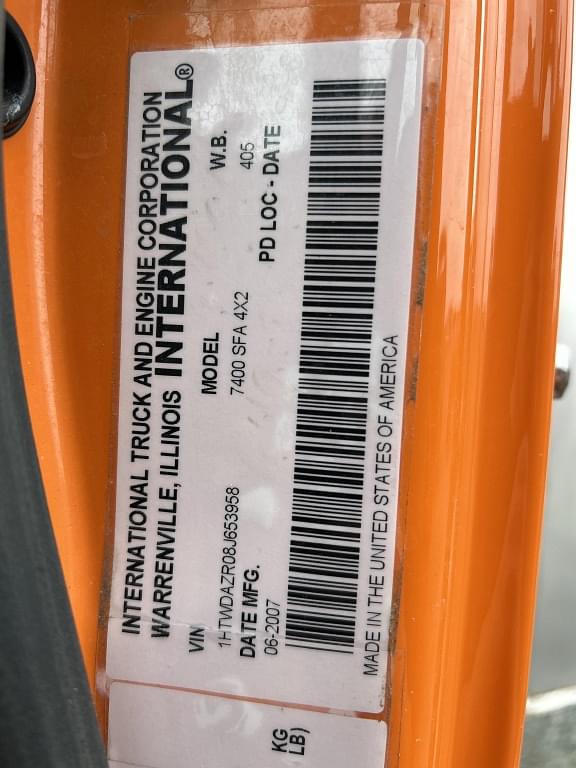 INTERNATIONAL TRUCK AND ENGINE CORPORATION
WARRENVILLE, ILLINOIS INTERNATIONAL®
VIN MODEL W.B.
1HTWDAZR08J653958 7400 SFA 4X2 405
DATE MFG. PD LOC - DATE
06-2007
MADE IN THE UNITED STATES OF AMERICA
KG
LB)